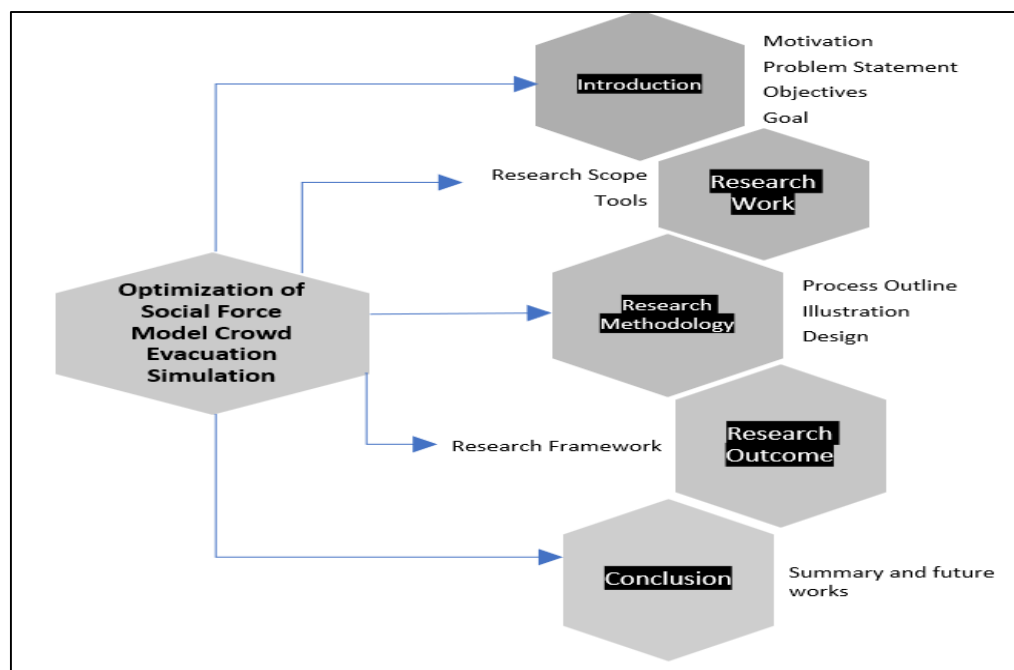 Introduction
Motivation
Problem Statement
Objectives
Goal
Research Scope
Tools
Research
Work
Optimization of
Social Force
Model Crowd
Evacuation
Simulation
Research
Methodology
Process Outline
Illustration
Design
Research Framework
Research
Outcome
Conclusion
Summary and future
works